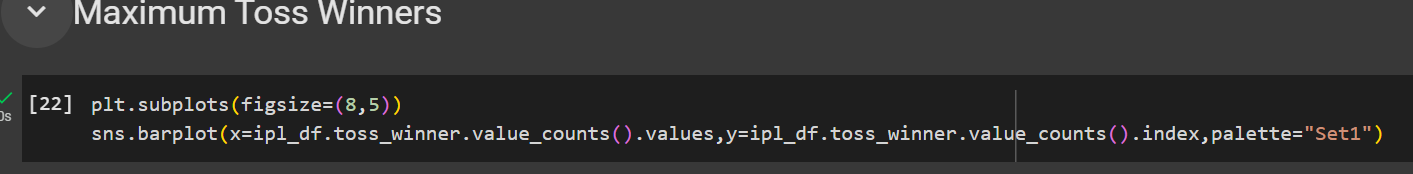 Maximum Toss Winners
[22] plt.subplots(figsize=(8,5))
0s
sns.barplot(x=ipl_df.toss_winner.value_counts().values,y=ipl_df.toss_winner.value_counts().index,palette="Set1")